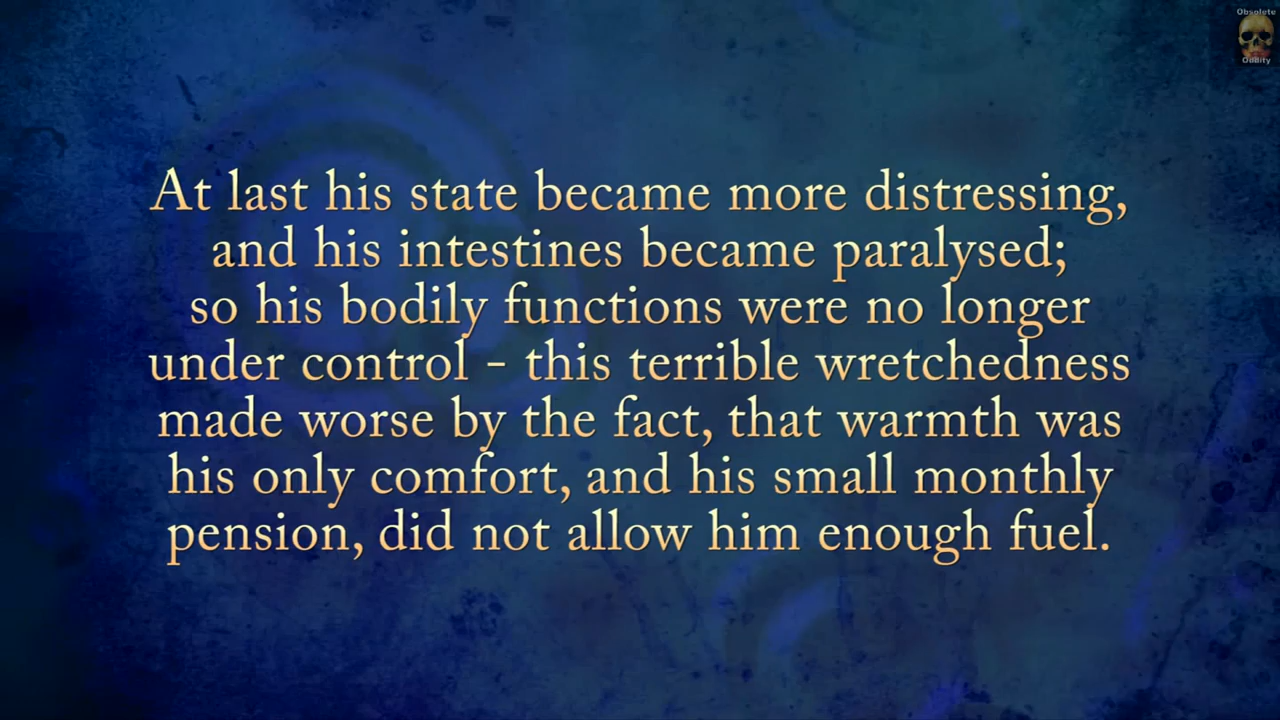 Obsolete
Oddity
At last his state became more distressing,
and his intestines became paralysed;
so his bodily functions were no longer
under control - this terrible wretchedness
made worse by the fact, that warmth was
his only comfort, and his small monthly
pension, did not allow him enough fuel.